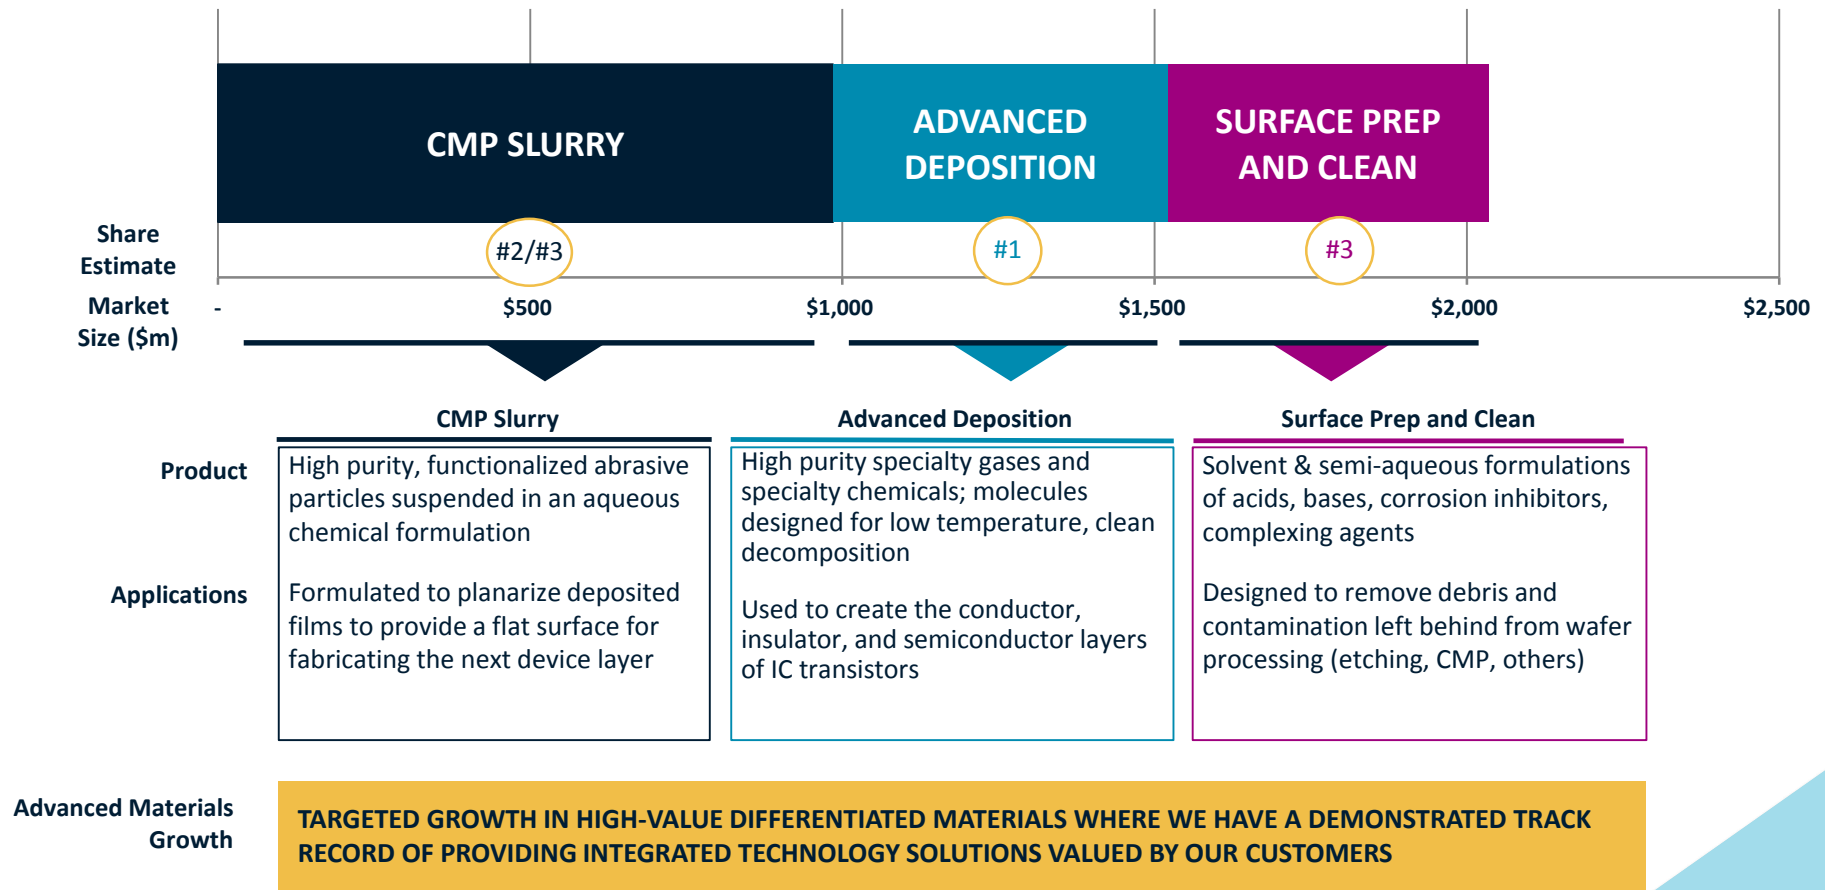 CMP SLURRY
ADVANCED
DEPOSITION
SURFACE PREP
AND CLEAN
Share
Estimate
#2/#3
#1
#3
Market
Size ($m)
-
$500
$1,000
$1,500
$2,000
$2,500
CMP Slurry
Advanced Deposition
Surface Prep and Clean
Product
High purity, functionalized abrasive
particles suspended in an aqueous
chemical formulation
High purity specialty gases and
specialty chemicals; molecules
designed for low temperature, clean
decomposition
Solvent & semi-aqueous formulations
of acids, bases, corrosion inhibitors,
complexing agents
Applications
Formulated to planarize deposited
films to provide a flat surface for
fabricating the next device layer
Used to create the conductor,
insulator, and semiconductor layers
of IC transistors
Designed to remove debris and
contamination left behind from wafer
processing (etching, CMP, others)
Advanced Materials
Growth
TARGETED GROWTH IN HIGH-VALUE DIFFERENTIATED MATERIALS WHERE WE HAVE A DEMONSTRATED TRACK
RECORD OF PROVIDING INTEGRATED TECHNOLOGY SOLUTIONS VALUED BY OUR CUSTOMERS